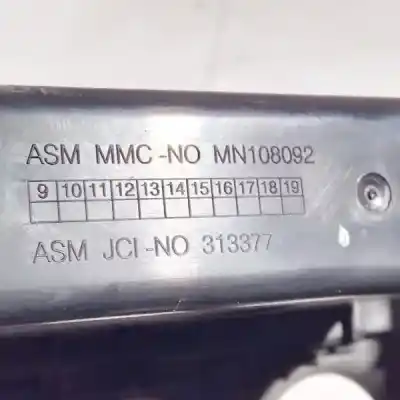 ASM MMC-NO MN108092
9 10 11 12 13 14 15 16 17 18 19
ASM JCI-NO 313377